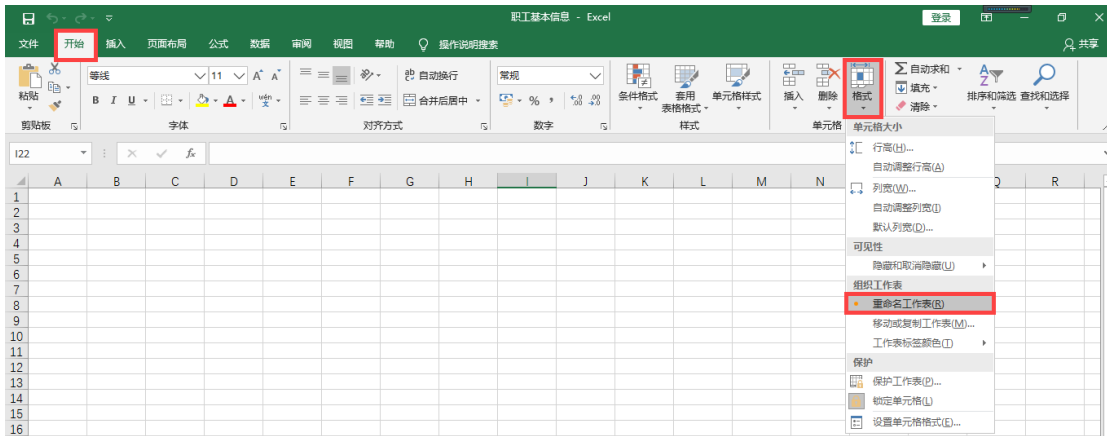 职工基本信息 - Excel
登录
文件 开始 插入 页面布局 公式 数据 审阅 视图 帮助 操作说明搜索 共享
等线 11 A A 自动换行 常规 自动求和
粘贴 B I U A wén 文 合并后居中 % , 条件格式 套用 表格格式 单元格样式 插入 删除 格式 填充 排序和筛选 查找和选择
清除
剪贴板 字体 对齐方式 数字 样式 单元格
I22 fx
A B C D E F G H I J K L M N Q R
1
2
3
4
5
6
7
8
9
10
11
12
13
14
15
16
单元格大小
行高(H)...
自动调整行高(A)
列宽(W)...
自动调整列宽(I)
默认列宽(D)...
可见性
隐藏和取消隐藏(U)
组织工作表
重命名工作表(R)
移动或复制工作表(M)...
工作表标签颜色(T)
保护
保护工作表(P)...
锁定单元格(L)
设置单元格格式(E)...